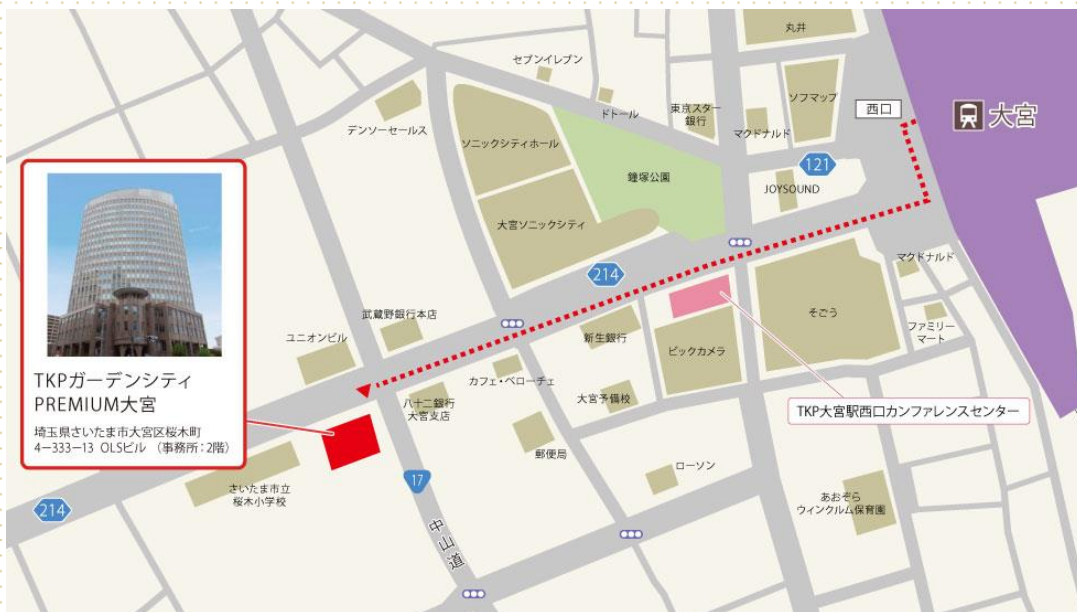 丸井
セブンイレブン
ソフマップ
ドトール
東京スター
銀行
西口
大宮
デンソーセールス
マクドナルド
ソニックシティホール
121
鐘塚公園
JOYSOUND
大宮ソニックシティ
マクドナルド
214
武蔵野銀行本店
そごう
ユニオンビル
新生銀行
ファミリー
マート
ビックカメラ
TKPガーデンシティ
PREMIUM大宮
埼玉県さいたま市大宮区桜木町
4-333-13 OLSビル (事務所:2階)
カフェ・ベローチェ
八十二銀行
大宮支店
大宮予備校
TKP大宮駅西口カンファレンスセンター
郵便局
ローソン
17
さいたま市立
桜木小学校
あおぞら
ウィンクルム保育園
214
中山道